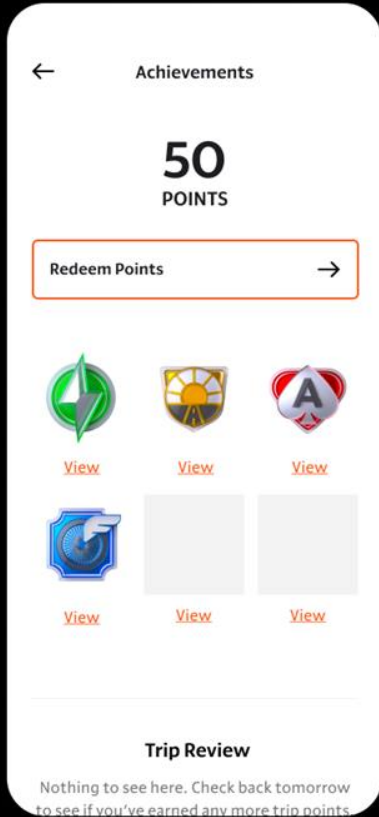 Achievements
50
POINTS
Redeem Points
A
View
View
View
F
View
View
View
Trip Review
Nothing to see here. Check back tomorrow
to see if you've earned any more trip points.